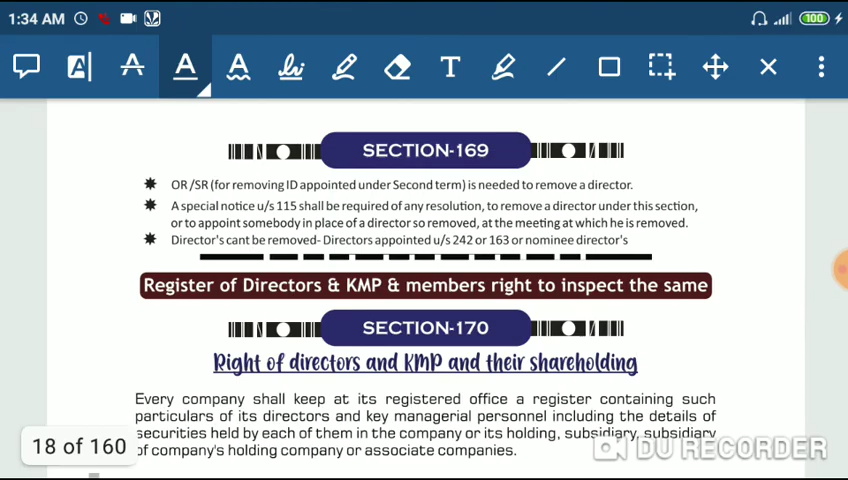 1:34 AM
100
A
A
A
A
T
SECTION-169
OR /SR (for removing ID appointed under Second term) is needed to remove a director.
A special notice u/s 115 shall be required of any resolution, to remove a director under this section,
or to appoint somebody in place of a director so removed, at the meeting at which he is removed.
Director's cant be removed- Directors appointed u/s 242 or 163 or nominee director's
Register of Directors & KMP & members right to inspect the same
SECTION-170
Right of directors and KMP and their shareholding
Every company shall keep at its registered office a register containing such
particulars of its directors and key managerial personnel including the details of
securities held by each of them in the company or its holding, subsidiary, subsidiary
of company's holding company or associate companies.
18 of 160
DU RECORDER